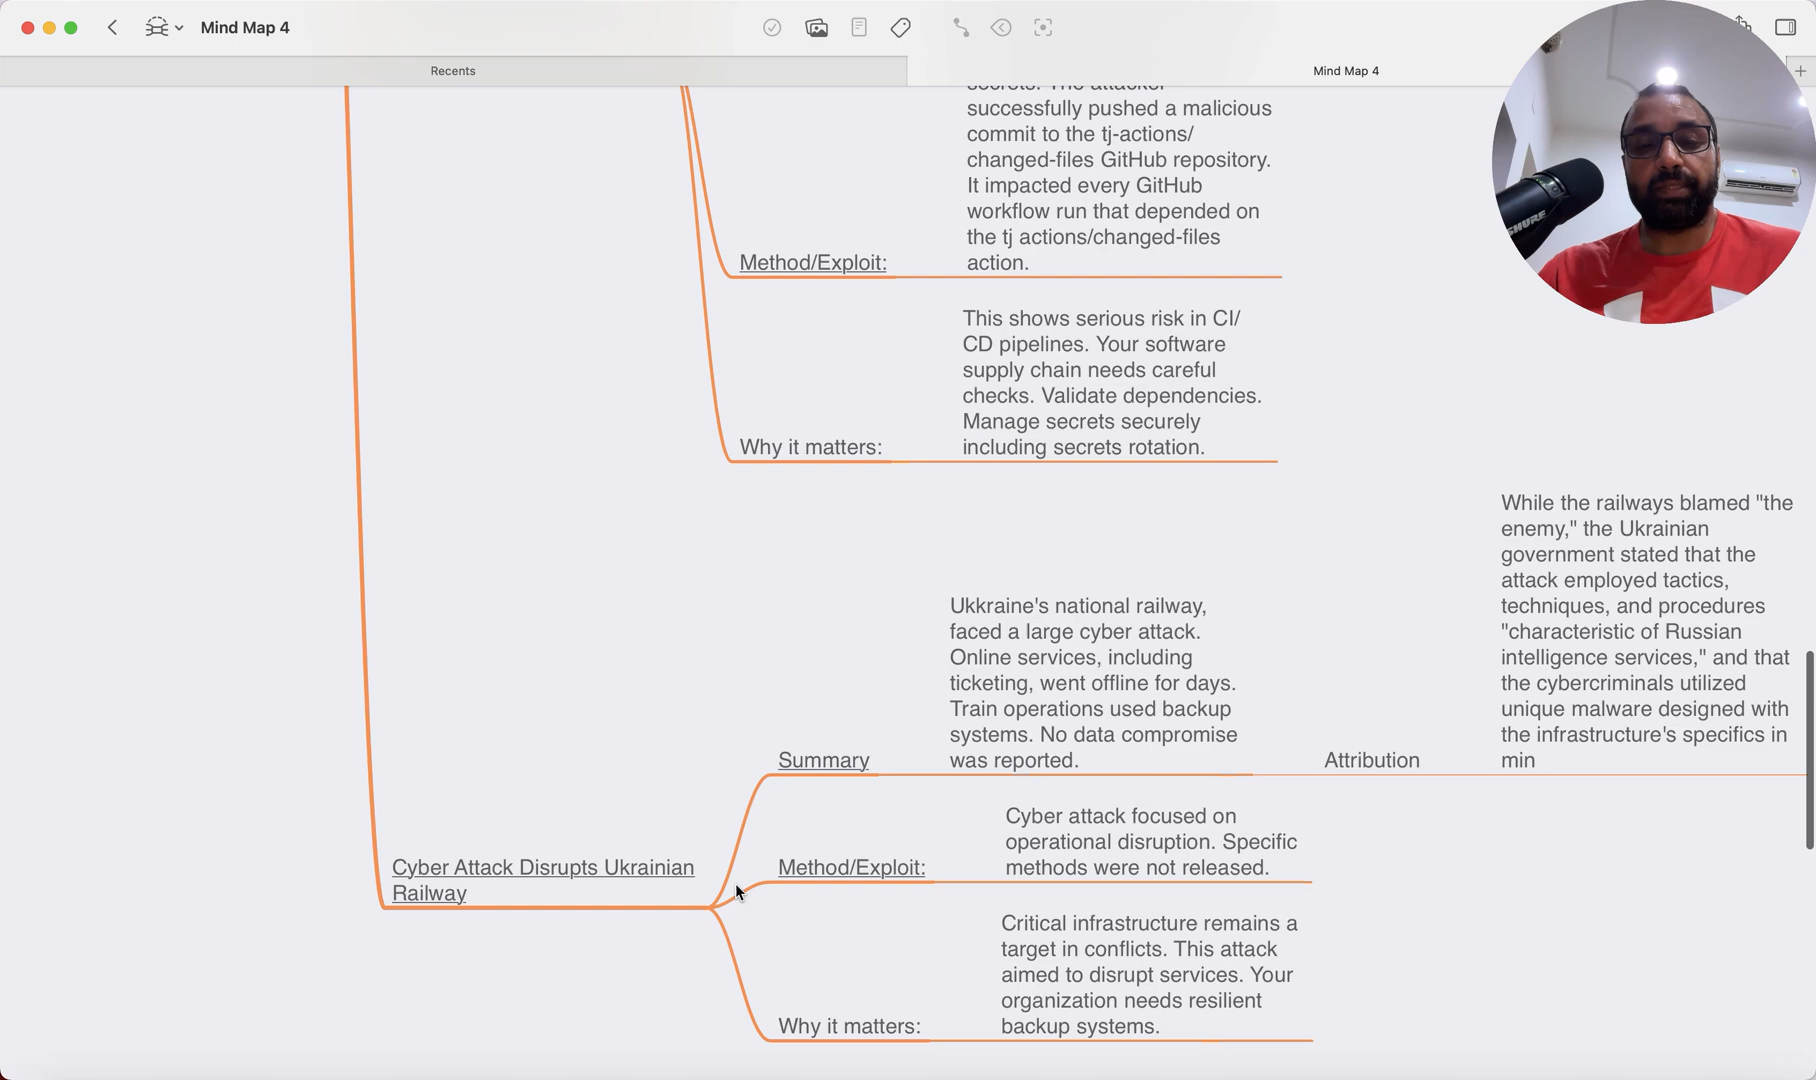 Mind Map 4
Recents
Mind Map 4
secrets. The attacker
successfully pushed a malicious
commit to the tj-actions/
changed-files GitHub repository.
It impacted every GitHub
workflow run that depended on
the tj actions/changed-files
action.
Method/Exploit:
This shows serious risk in CI/
CD pipelines. Your software
supply chain needs careful
checks. Validate dependencies.
Manage secrets securely
including secrets rotation.
Why it matters:
Cyber Attack Disrupts Ukrainian
Railway
Summary
Ukkraine's national railway,
faced a large cyber attack.
Online services, including
ticketing, went offline for days.
Train operations used backup
systems. No data compromise
was reported.
Attribution
While the railways blamed "the
enemy," the Ukrainian
government stated that the
attack employed tactics,
techniques, and procedures
"characteristic of Russian
intelligence services," and that
the cybercriminals utilized
unique malware designed with
the infrastructure's specifics in
min
Method/Exploit:
Cyber attack focused on
operational disruption. Specific
methods were not released.
Why it matters:
Critical infrastructure remains a
target in conflicts. This attack
aimed to disrupt services. Your
organization needs resilient
backup systems.
SHURE